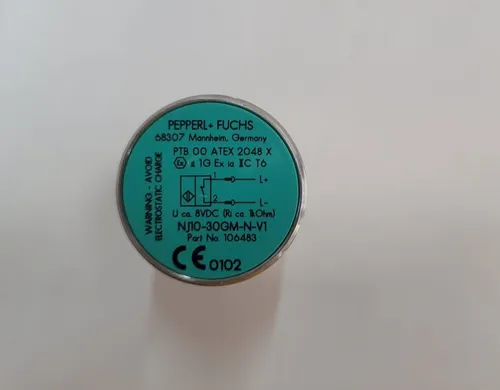 PEPPERL+ FUCHS
68307 Mannheim, Germany
PTB 00 ATEX 2048 X
Ex II 1G Ex ia IIC T6
1 L+
2 L-
U ca. 8VDC (Ri ca. 1kOhm)
NJ10-30GM-N-V1
Part No. 106483
CE 0102
WARNING - AVOID
ELECTROSTATIC CHARGE